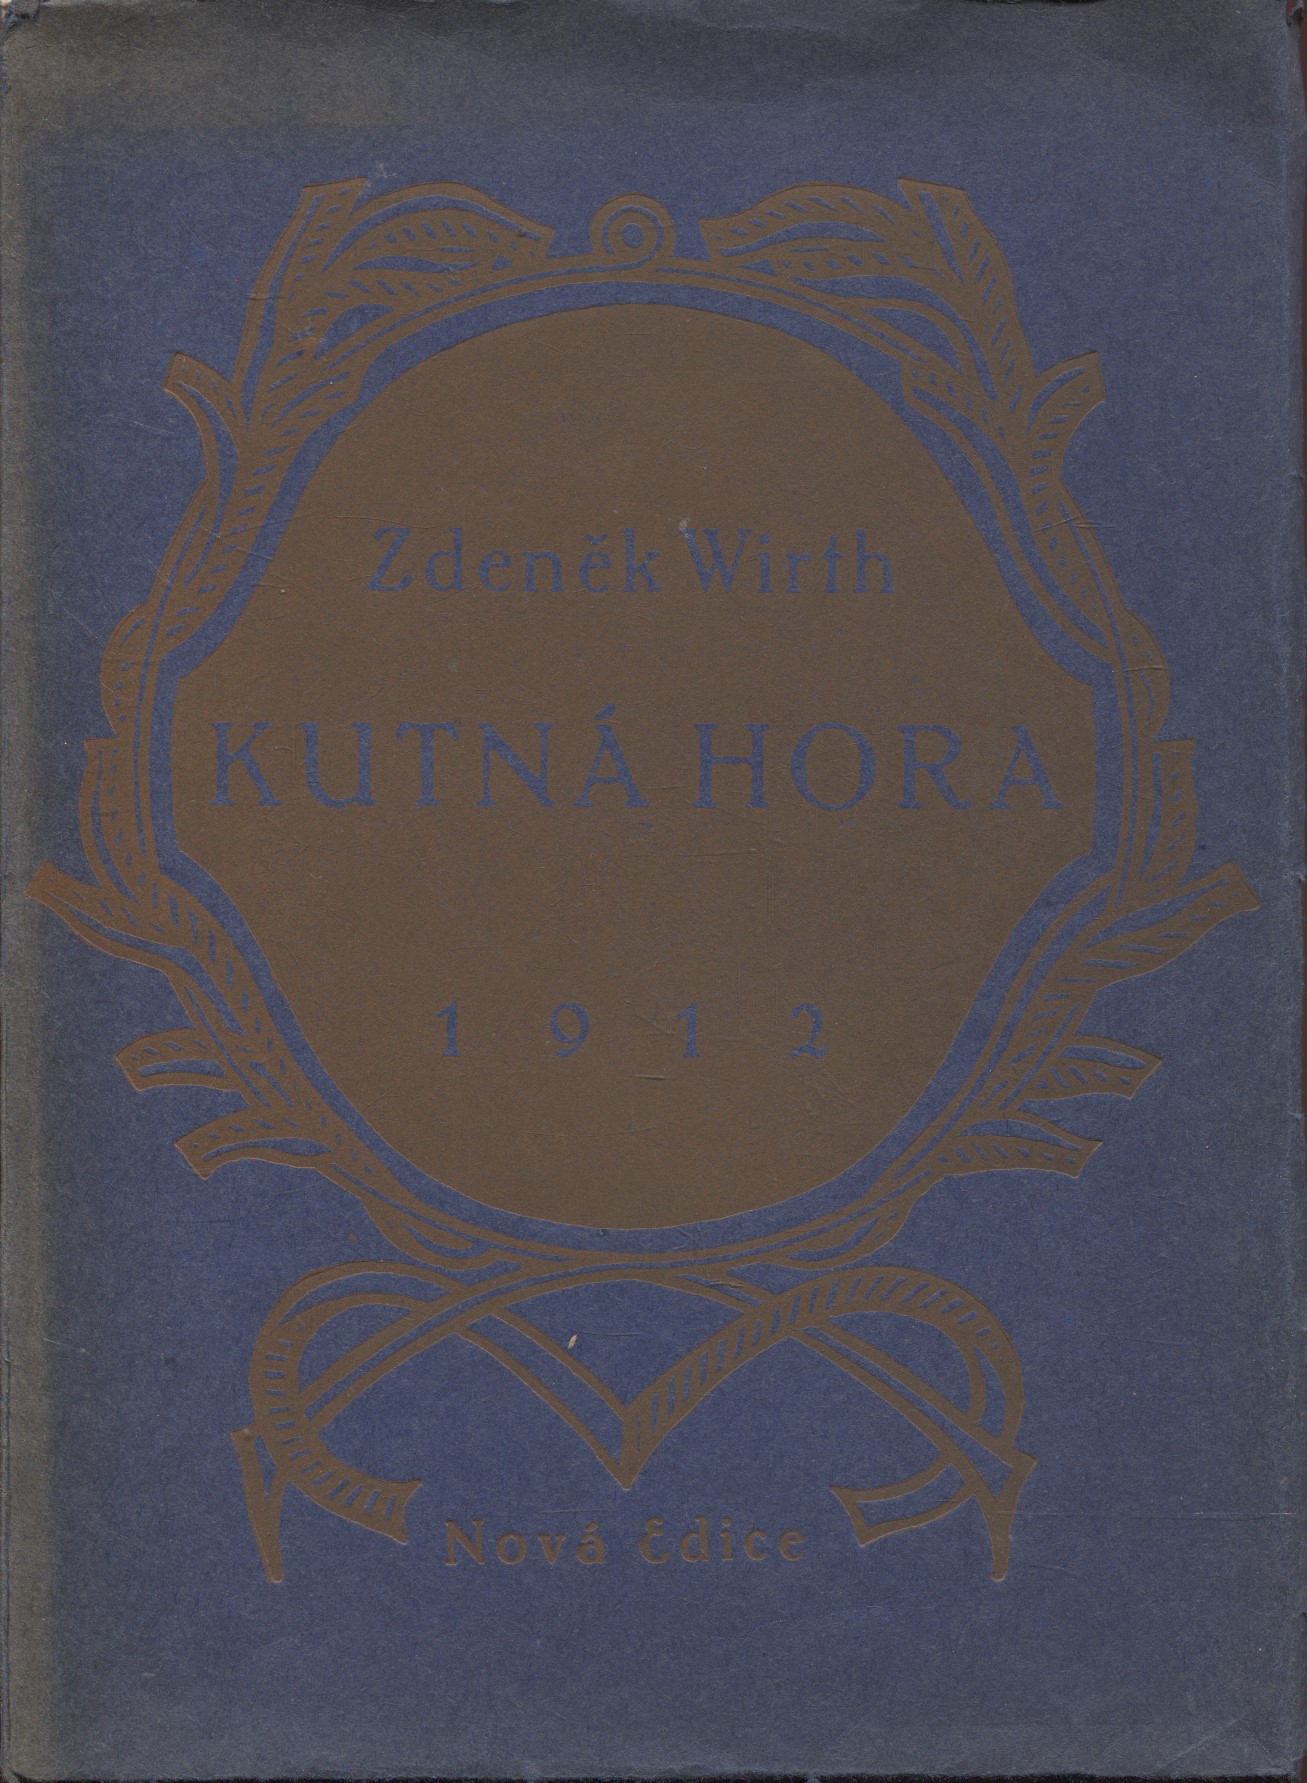 Zdeněk Wirth
KUTNÁ HORA
1912
Nová Edice